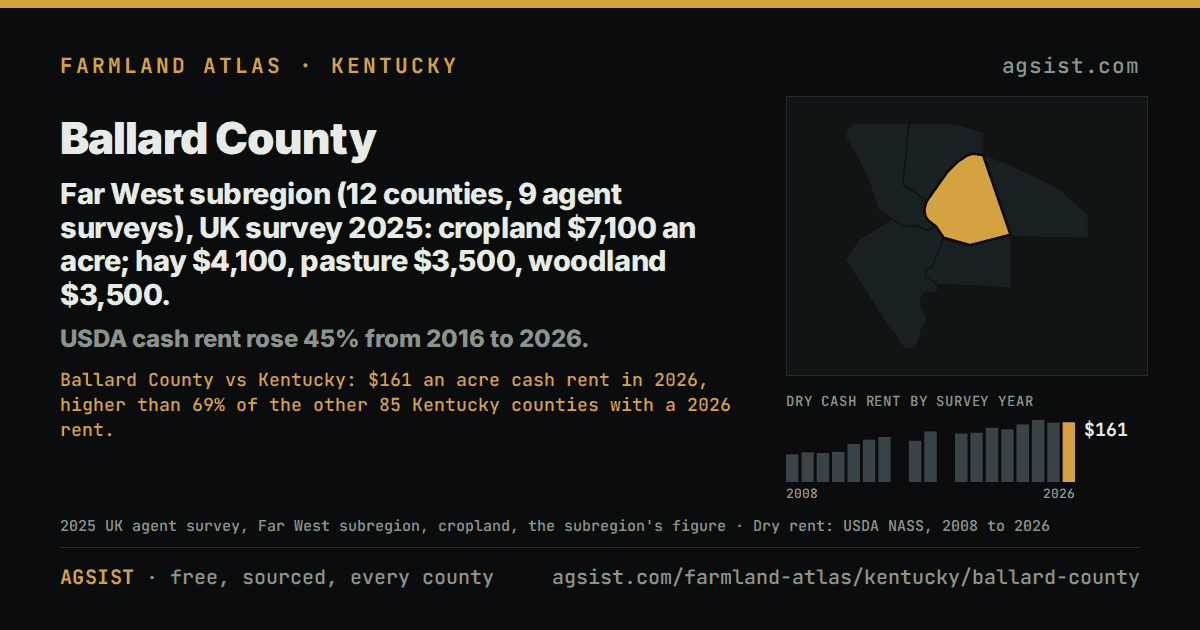 FARMLAND ATLAS · KENTUCKY
agsist.com
Ballard County
Far West subregion (12 counties, 9 agent
surveys), UK survey 2025: cropland $7,100 an
acre; hay $4,100, pasture $3,500, woodland
$3,500.
USDA cash rent rose 45% from 2016 to 2026.
Ballard County vs Kentucky: $161 an acre cash rent in 2026,
higher than 69% of the other 85 Kentucky counties with a 2026
rent.
DRY CASH RENT BY SURVEY YEAR
$161
2008 2026
2025 UK agent survey, Far West subregion, cropland, the subregion's figure · Dry rent: USDA NASS, 2008 to 2026
AGSIST · free, sourced, every county
agsist.com/farmland-atlas/kentucky/ballard-county